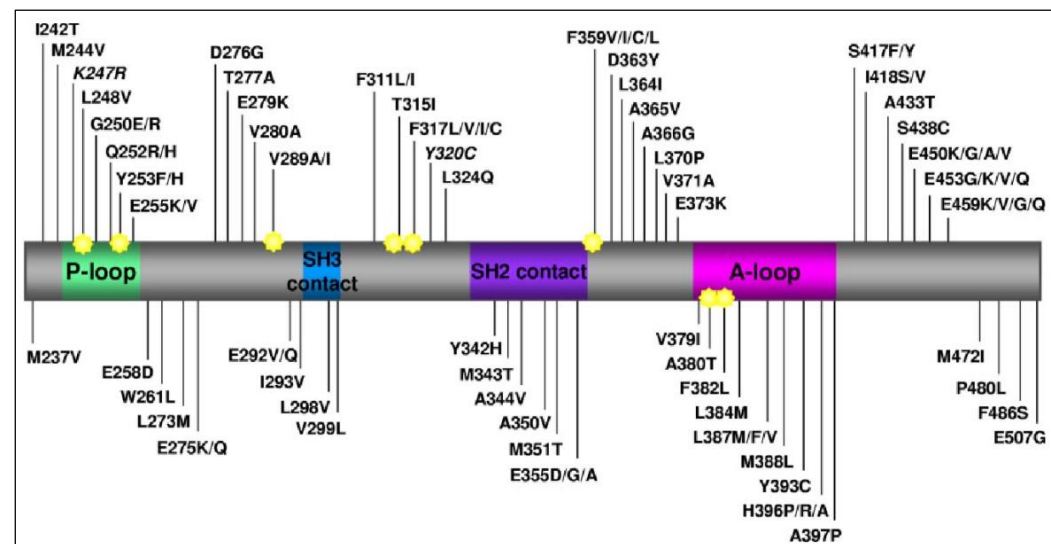 I242T
M244V
K247R
L248V
G250E/R
Q252R/H
Y253F/H
E255K/V
D276G
T277A
E279K
V280A
V289A/I
F311L/I
T315I
F317L/V/I/C
Y320C
L324Q
F359V/I/C/L
D363Y
L364I
A365V
A366G
L370P
V371A
E373K
S417F/Y
I418S/V
A433T
S438C
E450K/G/A/V
E453G/K/V/Q
E459K/V/G/Q
P-loop
SH3
contact
SH2 contact
A-loop
M237V
E258D
W261L
L273M
E275K/Q
E292V/Q
I293V
L298V
V299L
Y342H
M343T
A344V
A350V
M351T
E355D/G/A
V379I
A380T
F382L
L384M
L387M/F/V
M388L
Y393C
H396P/R/A
A397P
M472I
P480L
F486S
E507G